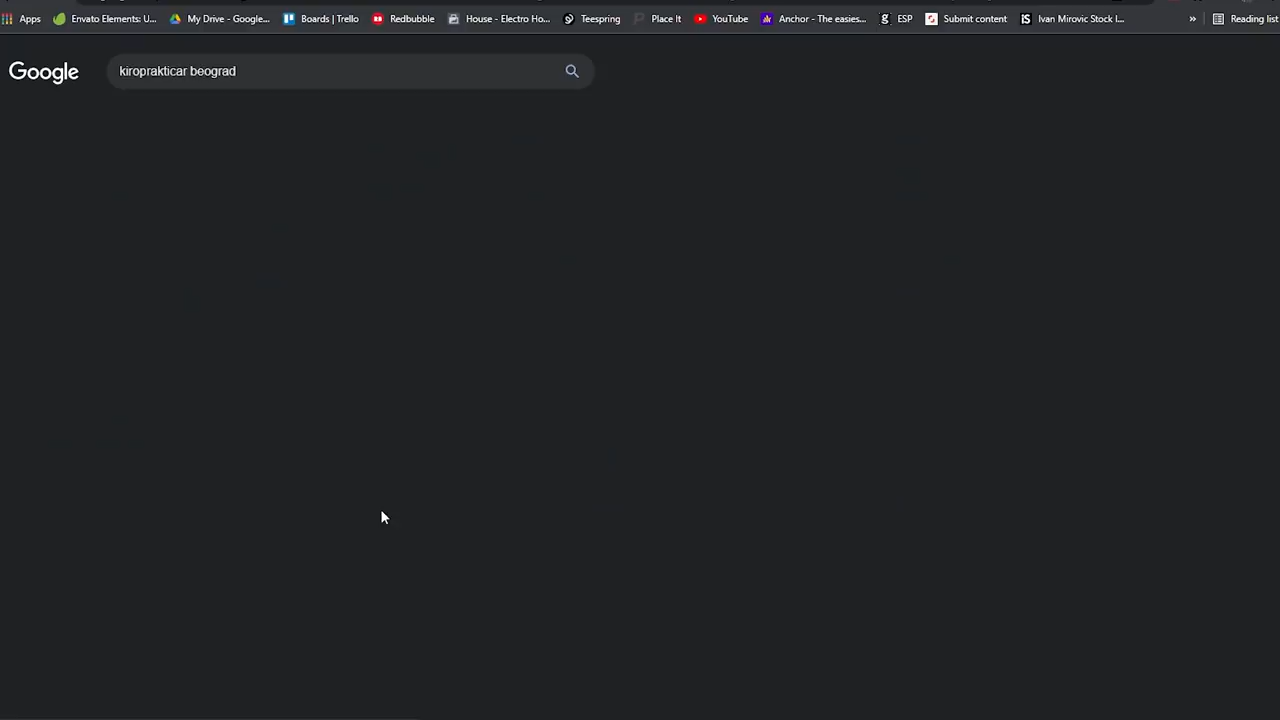 Apps Envato Elements: U... My Drive - Google... Boards | Trello Redbubble House - Electro Ho... Teespring Place It YouTube Anchor - The easies... ESP Submit content Ivan Mirovic Stock I... » Reading list
Google kiroprakticar beograd